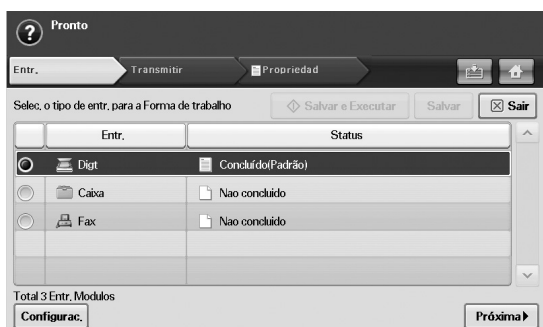 Pronto
Entr. Transmitir Propriedad
Selec. o tipo de entr. para a Forma de trabalho Salvar e Executar Salvar Sair
Entr. Status
Digt Concluído(Padrão)
Caixa Nao concluido
Fax Nao concluido
Total 3 Entr. Modulos
Configurac. Próxima